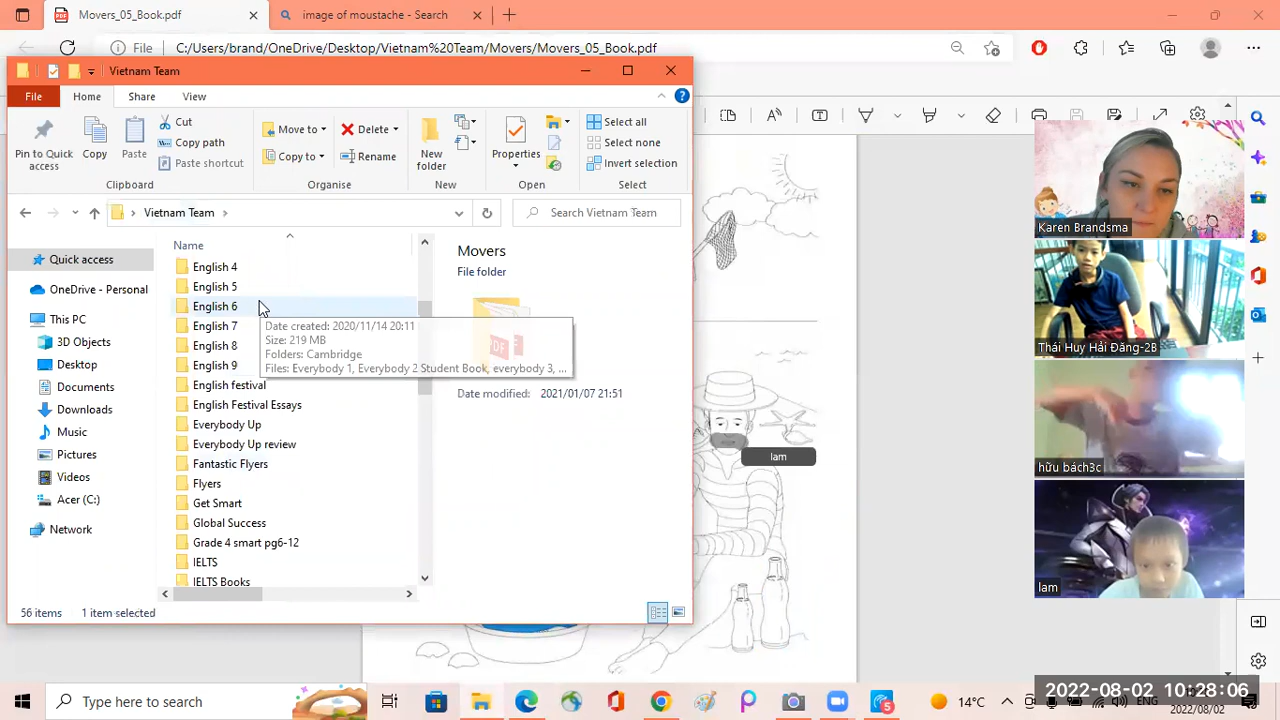 Movers_05_Book.pdf
image of moustache - Search
File
C:/Users/brand/OneDrive/Desktop/Vietnam%20Team/Movers/Movers_05_Book.pdf
Vietnam Team
File
Home
Share
View
Pin to Quick access
Copy
Paste
Cut
Copy path
Paste shortcut
Move to
Copy to
Delete
Rename
New folder
Properties
Select all
Select none
Invert selection
Clipboard
Organise
New
Open
Select
Vietnam Team
Search Vietnam Team
Name
Quick access
OneDrive - Personal
This PC
3D Objects
Desktop
Documents
Downloads
Music
Pictures
Videos
Acer (C:)
Network
English 4
English 5
English 6
English 7
English 8
English 9
English festival
English Festival Essays
Everybody Up
Everybody Up review
Fantastic Flyers
Flyers
Get Smart
Global Success
Grade 4 smart pg6-12
IELTS
IELTS Books
Date created: 2020/11/14 20:11
Size: 219 MB
Folders: Cambridge
Files: Everybody 1, Everybody 2 Student Book, everybody 3, ...
Movers
File folder
Date modified: 2021/01/07 21:51
56 items
1 item selected
lam
Karen Brandsma
Thái Huy Hải Đăng-2B
hữu bách3c
lam
Type here to search
5
14°C
ENG
2022-08-02 10:28:06
2022/08/02